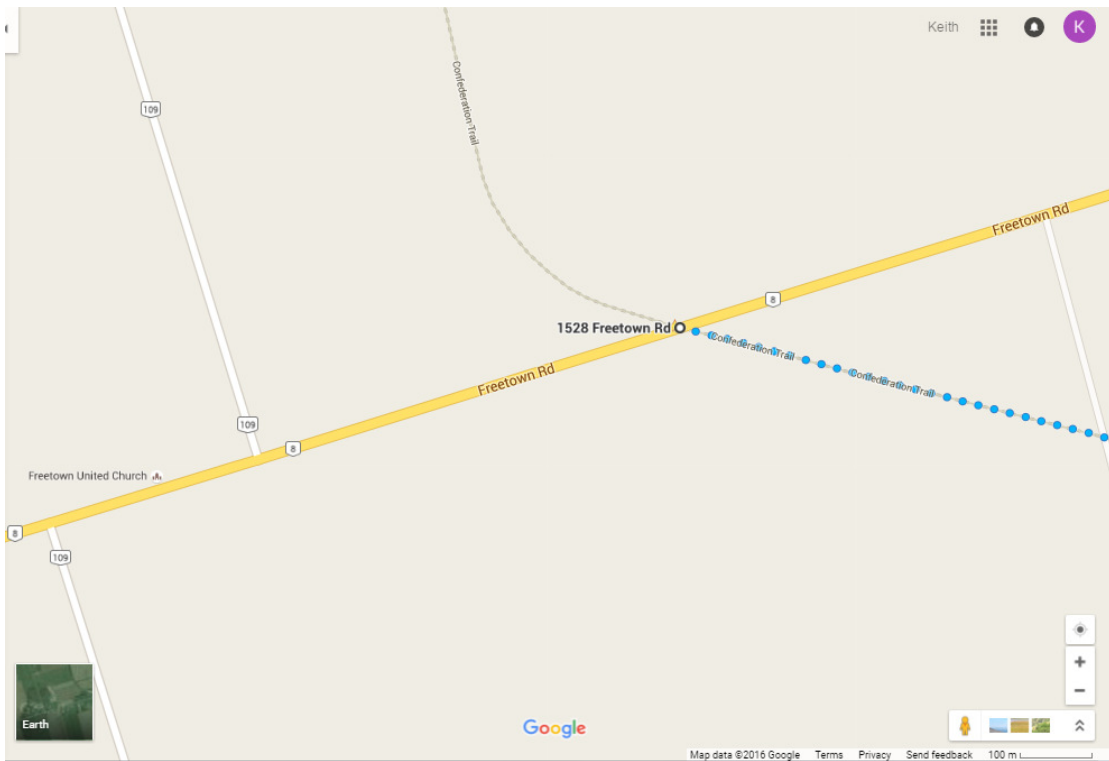 Keith
K
109
Confederation Trail
Freetown Rd
8
1528 Freetown Rd
Confederation Trail
Confederation Trail
Freetown Rd
109
8
Freetown United Church
8
109
Earth
Google
Map data ©2016 Google Terms Privacy Send feedback 100 m